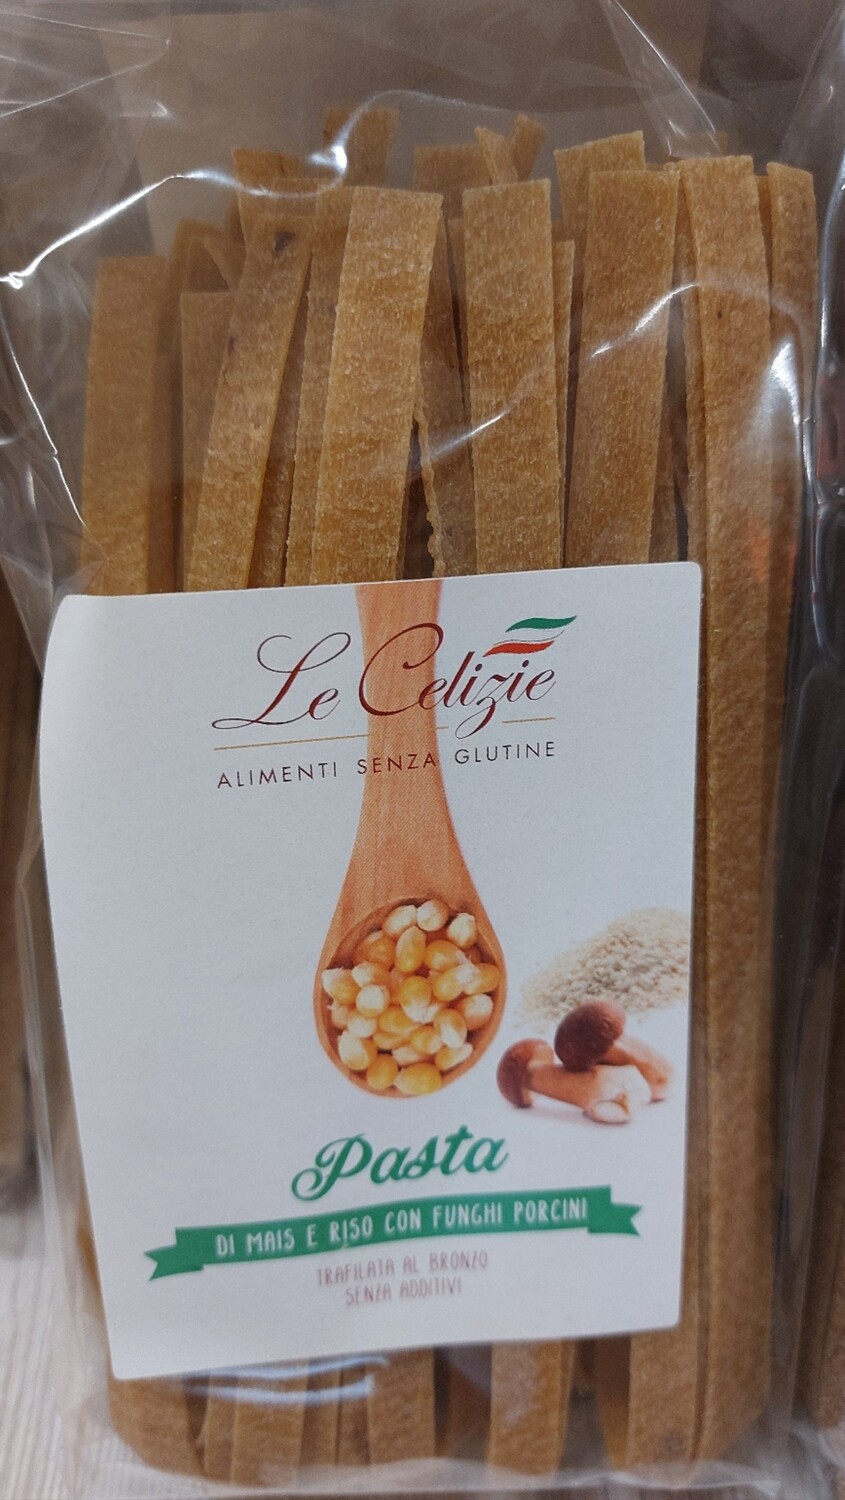 Le Celizie
ALIMENTI SENZA GLUTINE
Pasta
DI MAIS E RISO CON FUNGHI PORCINI
TRAFILATA AL BRONZO
SENZA ADDITIVI